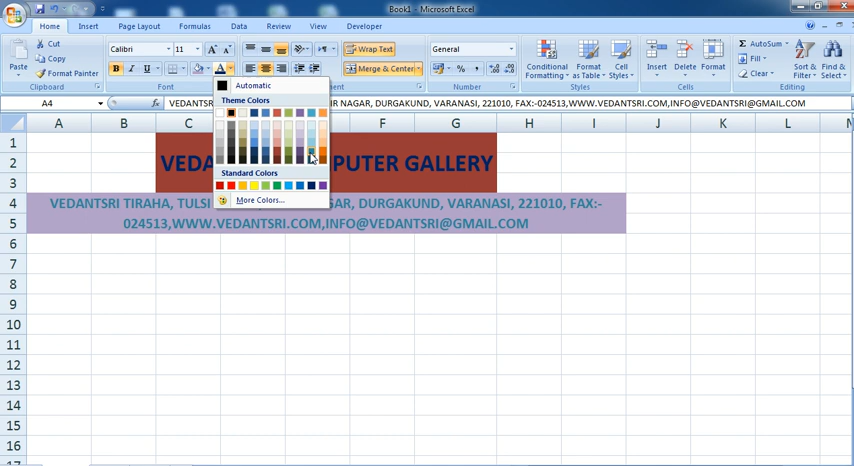 Book1 - Microsoft Excel
Home Insert Page Layout Formulas Data Review View Developer
Paste
Cut
Copy
Format Painter
Clipboard
Calibri 11
B I U
Font
Wrap Text
Merge & Center
General
% ,
Number
Conditional Formatting
Format as Table
Cell Styles
Styles
Insert Delete Format
Cells
AutoSum
Fill
Clear
Sort & Filter
Find & Select
Editing
A4 fx VEDANTSR IR NAGAR, DURGAKUND, VARANASI, 221010, FAX:-024513,WWW.VEDANTSRI.COM,INFO@VEDANTSRI@GMAIL.COM
Automatic
Theme Colors
Standard Colors
More Colors...
A B C F G H I J K L
1
2 VEDA PUTER GALLERY
3
4 VEDANTSRI TIRAHA, TULSI GAR, DURGAKUND, VARANASI, 221010, FAX:-
5 024513,WWW.VEDANTSRI.COM,INFO@VEDANTSRI@GMAIL.COM
6
7
8
9
10
11
12
13
14
15
16